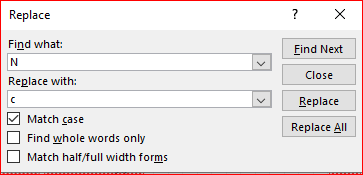 Replace ? ×
Find what:
N Find Next
Close
Replace with:
c Replace
Match case Replace All
Find whole words only
Match half/full width forms